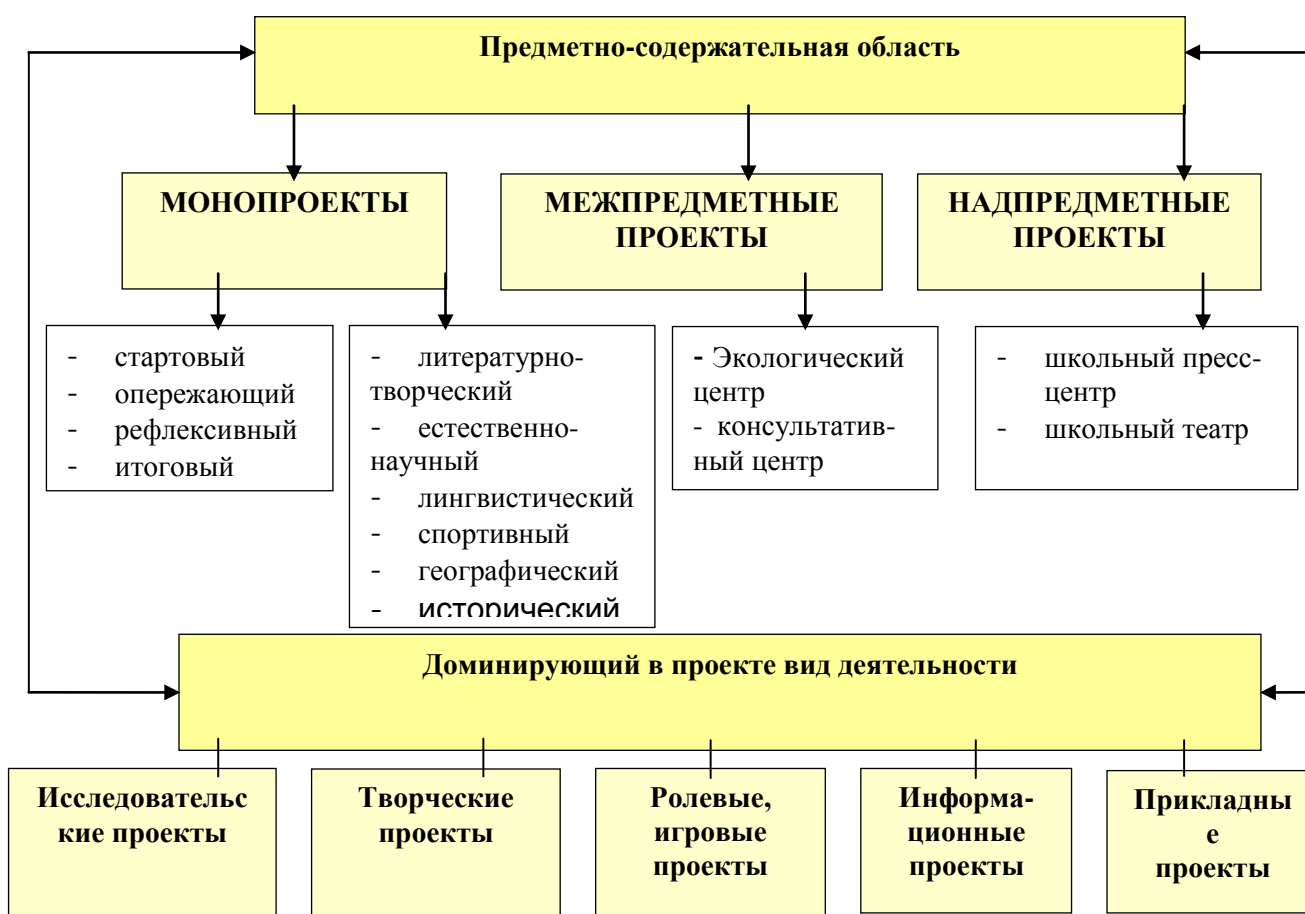 Предметно-содержательная область
МОНОПРОЕКТЫ
МЕЖПРЕДМЕТНЫЕ
ПРОЕКТЫ
НАДПРЕДМЕТНЫЕ
ПРОЕКТЫ
- стартовый
- опережающий
- рефлексивный
- итоговый
- литературно-
творческий
- естественно-
научный
- лингвистический
- спортивный
- географический
- исторический
- Экологический
центр
- консультатив-
ный центр
- школьный пресс-
центр
- школьный театр
Доминирующий в проекте вид деятельности
Исследовательс
кие проекты
Творческие
проекты
Ролевые,
игровые
проекты
Информа-
ционные
проекты
Прикладны
е
проекты